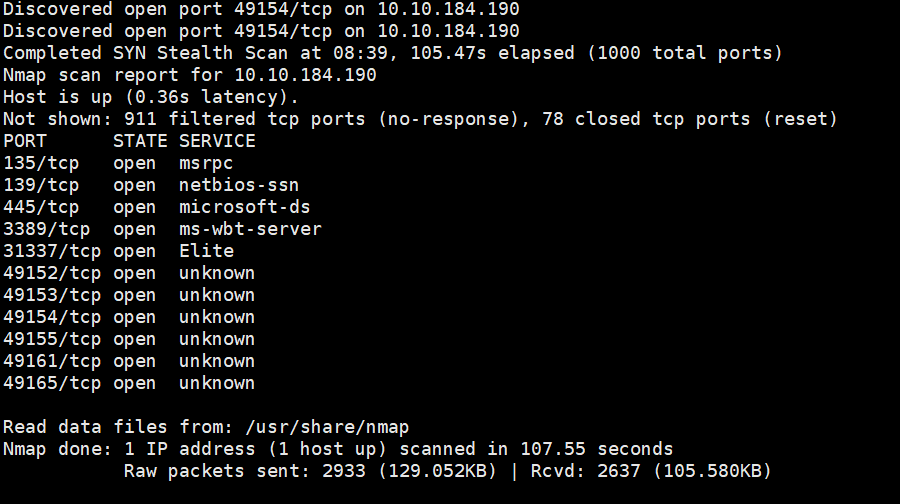 Discovered open port 49154/tcp on 10.10.184.190
Discovered open port 49154/tcp on 10.10.184.190
Completed SYN Stealth Scan at 08:39, 105.47s elapsed (1000 total ports)
Nmap scan report for 10.10.184.190
Host is up (0.36s latency).
Not shown: 911 filtered tcp ports (no-response), 78 closed tcp ports (reset)
PORT      STATE SERVICE
135/tcp   open  msrpc
139/tcp   open  netbios-ssn
445/tcp   open  microsoft-ds
3389/tcp  open  ms-wbt-server
31337/tcp open  Elite
49152/tcp open  unknown
49153/tcp open  unknown
49154/tcp open  unknown
49155/tcp open  unknown
49161/tcp open  unknown
49165/tcp open  unknown
Read data files from: /usr/share/nmap
Nmap done: 1 IP address (1 host up) scanned in 107.55 seconds
           Raw packets sent: 2933 (129.052KB) | Rcvd: 2637 (105.580KB)